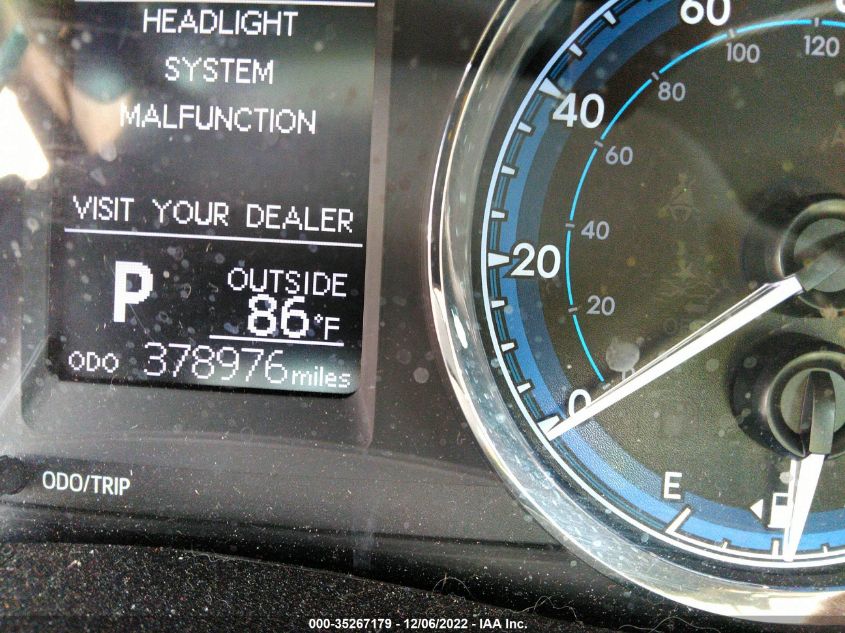 HEADLIGHT
SYSTEM
MALFUNCTION
VISIT YOUR DEALER
P
OUTSIDE
86°F
ODO 378976 miles
ODO/TRIP
60
40
20
0
120
100
80
60
40
20
E
000-35267179 - 12/06/2022 - IAA Inc.